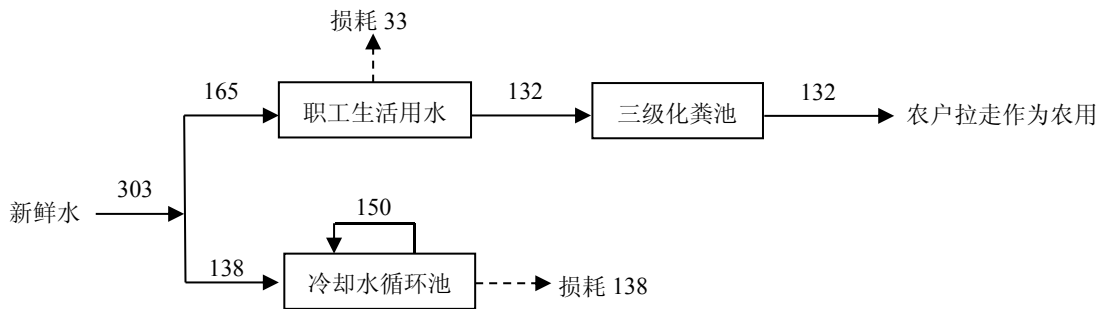 损耗 33
165
职工生活用水
132
三级化粪池
132
农户拉走作为农用
303
新鲜水
150
138
冷却水循环池
损耗 138